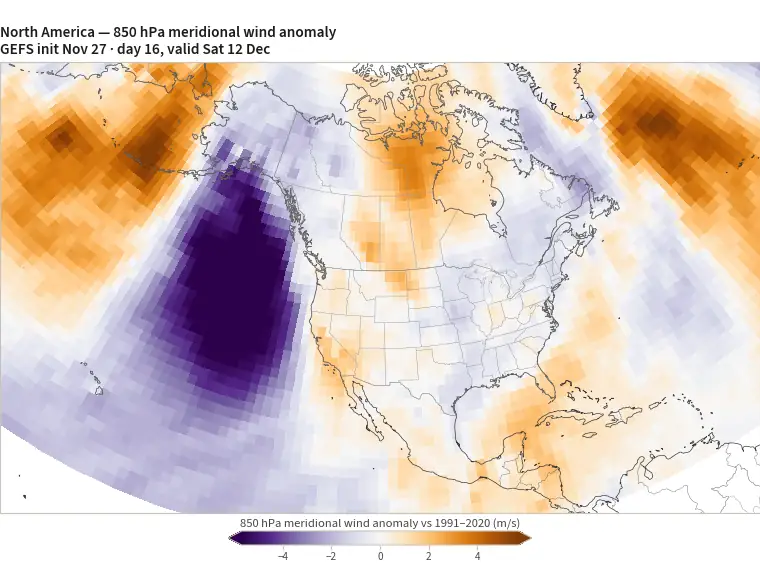 North America — 850 hPa meridional wind anomaly
GEFS init Nov 27 · day 16, valid Sat 12 Dec
850 hPa meridional wind anomaly vs 1991–2020 (m/s)
−4 −2 0 2 4